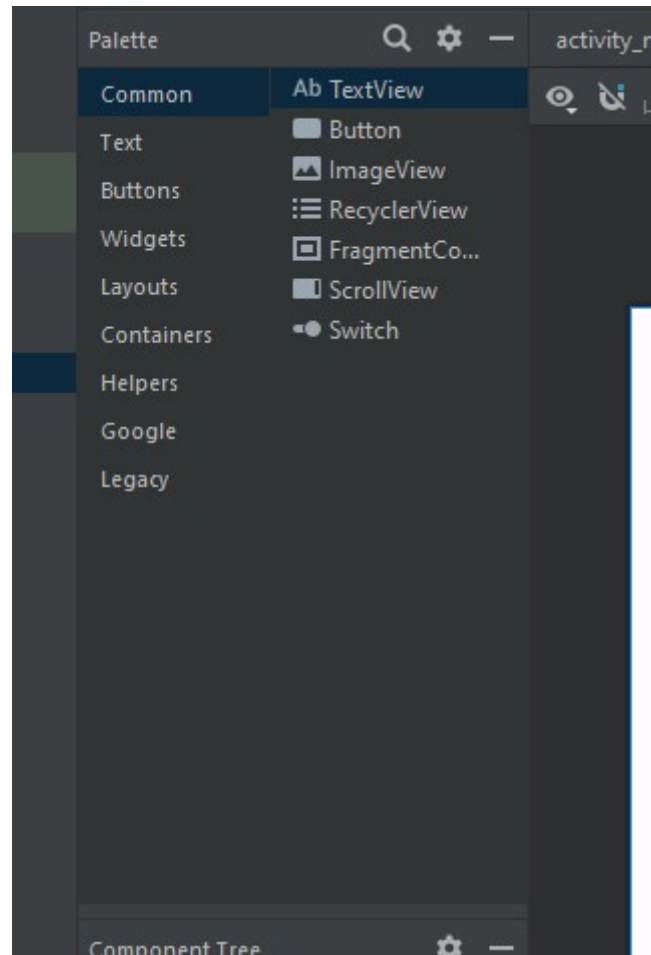 Palette
activity_
Common
Text
Buttons
Widgets
Layouts
Containers
Helpers
Google
Legacy
Ab TextView
Button
ImageView
RecyclerView
FragmentCo...
ScrollView
Switch
Component Tree